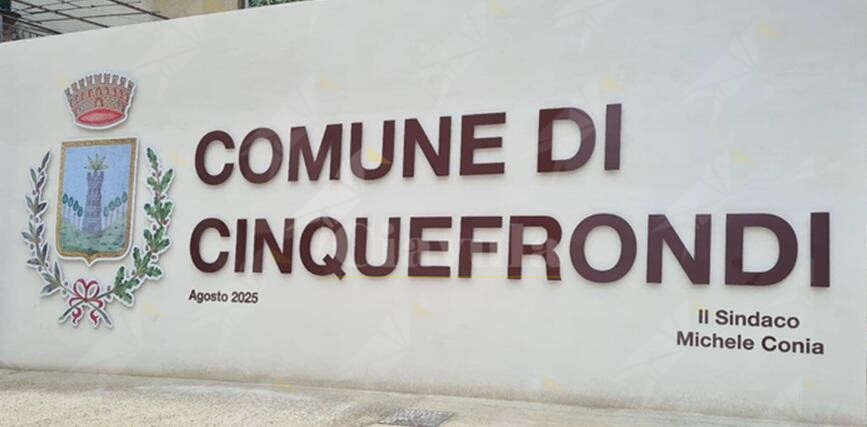 COMUNE DI
CINQUEFRONDI
Agosto 2025
Il Sindaco
Michele Conia